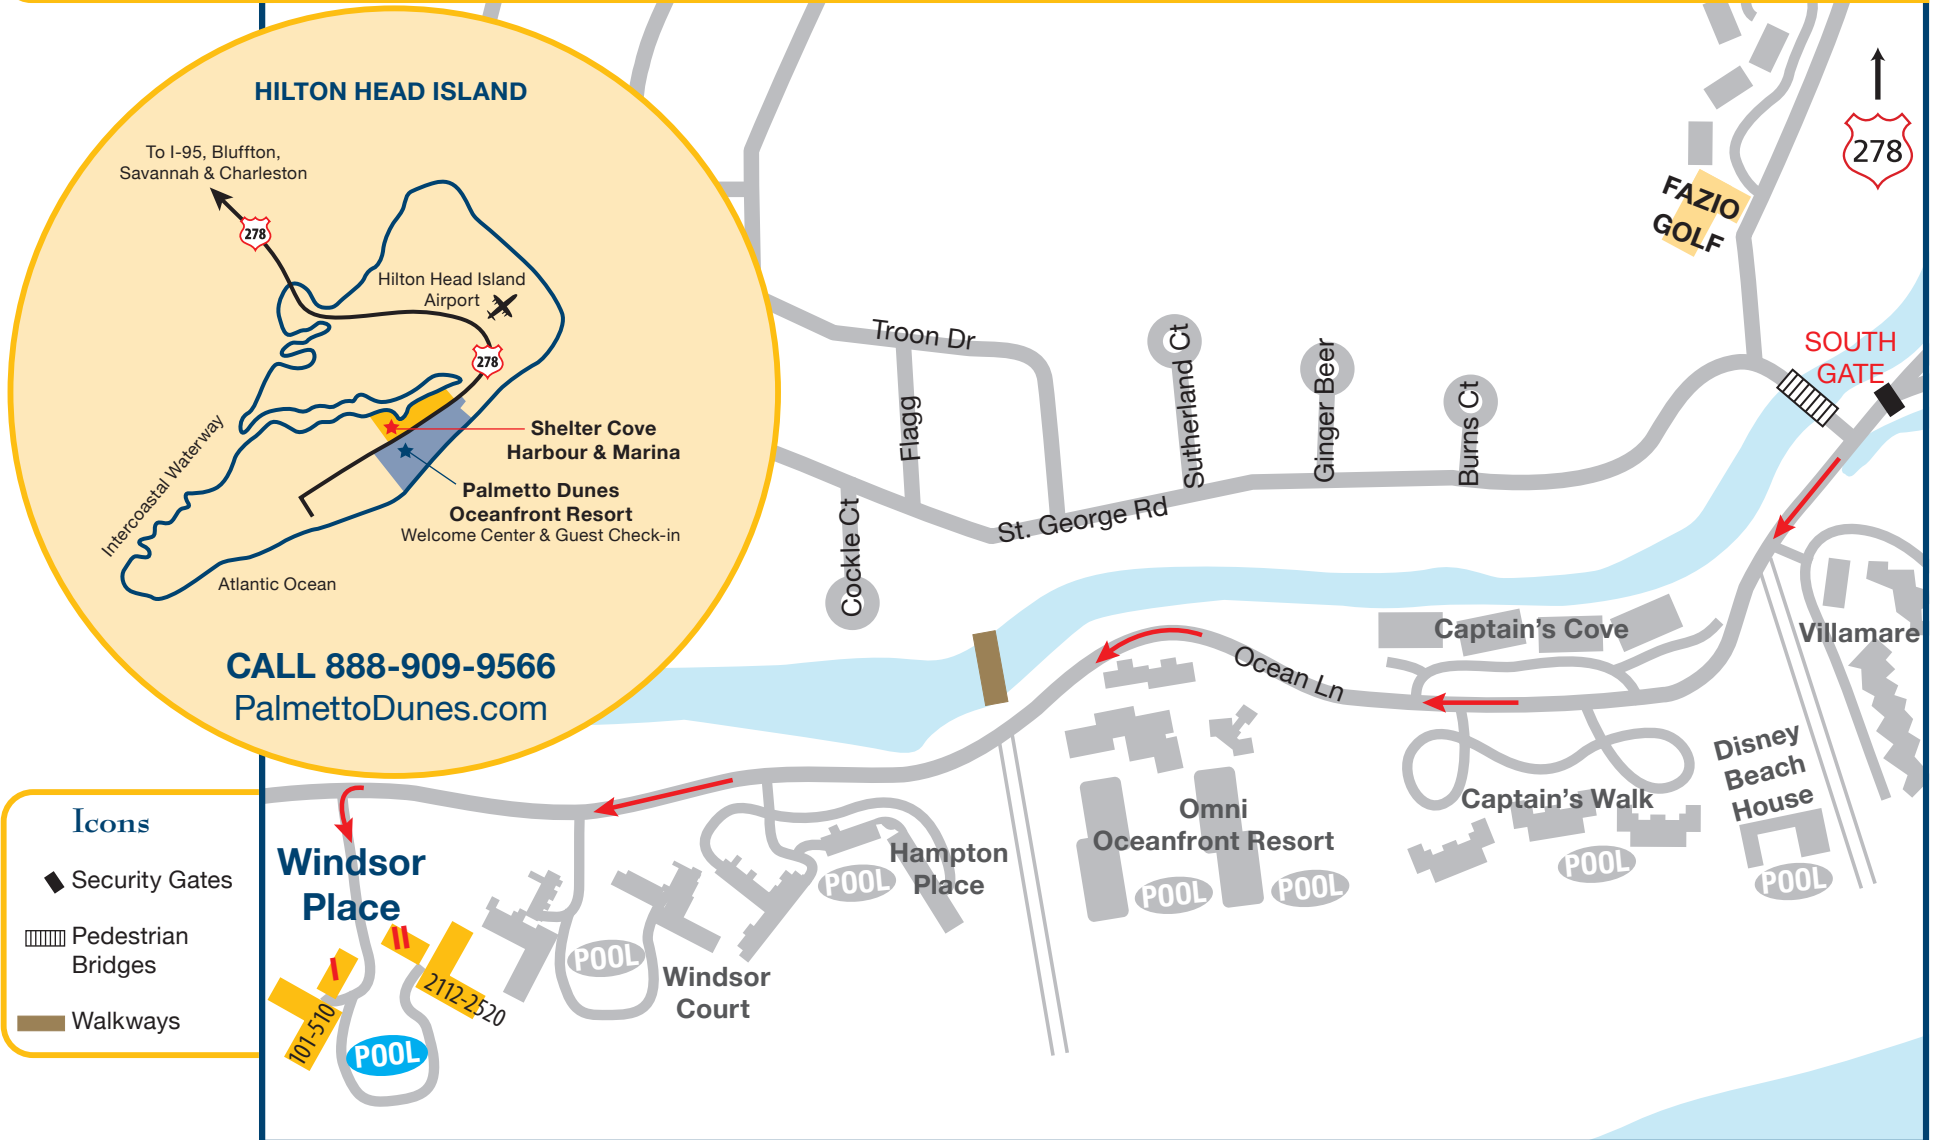 HILTON HEAD ISLAND
To I-95, Bluffton,
Savannah & Charleston
278
Hilton Head Island
Airport
278
Shelter Cove
Harbour & Marina
Palmetto Dunes
Oceanfront Resort
Welcome Center & Guest Check-in
Intercoastal Waterway
Atlantic Ocean
CALL 888-909-9566
PalmettoDunes.com
278
FAZIO
GOLF
SOUTH
GATE
Troon Dr
Flagg
Sutherland Ct
Ginger Beer
Burns Ct
Cockle Ct
St. George Rd
Ocean Ln
Captain's Cove
Villamare
Disney
Beach
House
POOL
Captain's Walk
POOL
Omni
Oceanfront Resort
POOL
POOL
Hampton
Place
POOL
Windsor
Court
POOL
Windsor
Place
I
II
101-510
2112-2520
POOL
Icons
Security Gates
Pedestrian
Bridges
Walkways